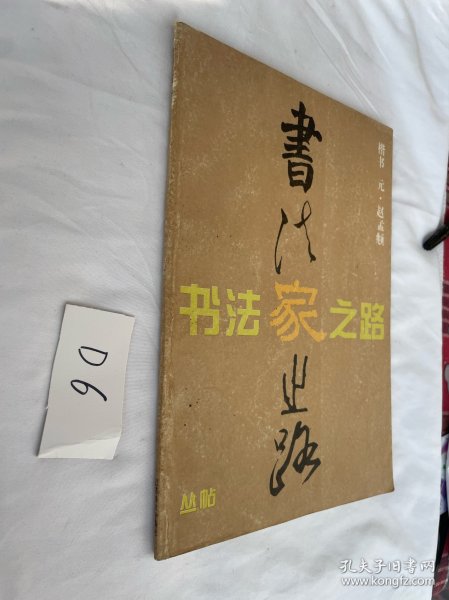 楷书 元·赵孟頫
書法
书法家之路
之路
丛帖
D6
孔夫子旧书网
www.kongfz.com